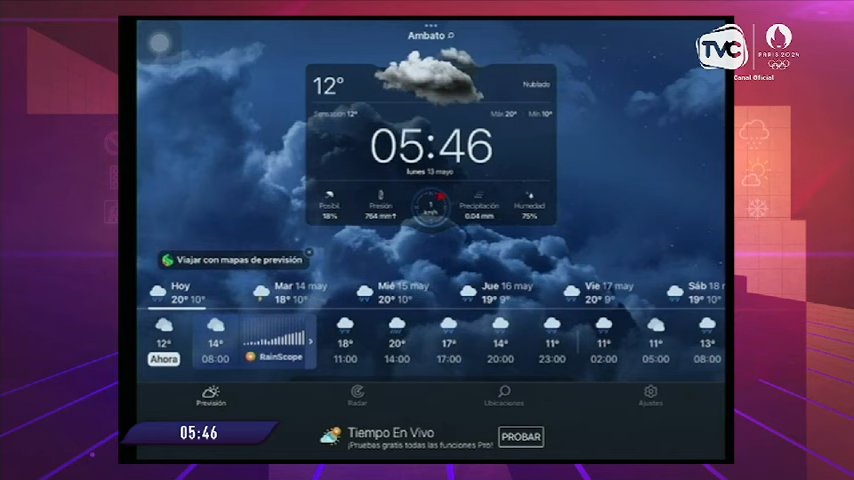 Ambato
TVC
PARIS 2024
Canal Oficial
12°
Nublado
Sensación 12°
Máx 20° Mín 10°
05:46
lunes 13 mayo
Posibil.
18%
Presión
764 mm↑
1
km/h
Precipitación
0.04 mm
Humedad
75%
Viajar con mapas de previsión
Hoy
20° 10°
Mar 14 may
18° 10°
Mié 15 may
20° 10°
Jue 16 may
19° 9°
Vie 17 may
20° 9°
Sáb 18
19° 10°
12°
Ahora
14°
08:00
RainScope
18°
11:00
20°
14:00
17°
17:00
14°
20:00
11°
23:00
11°
02:00
11°
05:00
13°
08:00
Previsión
Radar
Ubicaciones
Ajustes
05:46
Tiempo En Vivo
¡Pruebas gratis todas las funciones Pro!
PROBAR